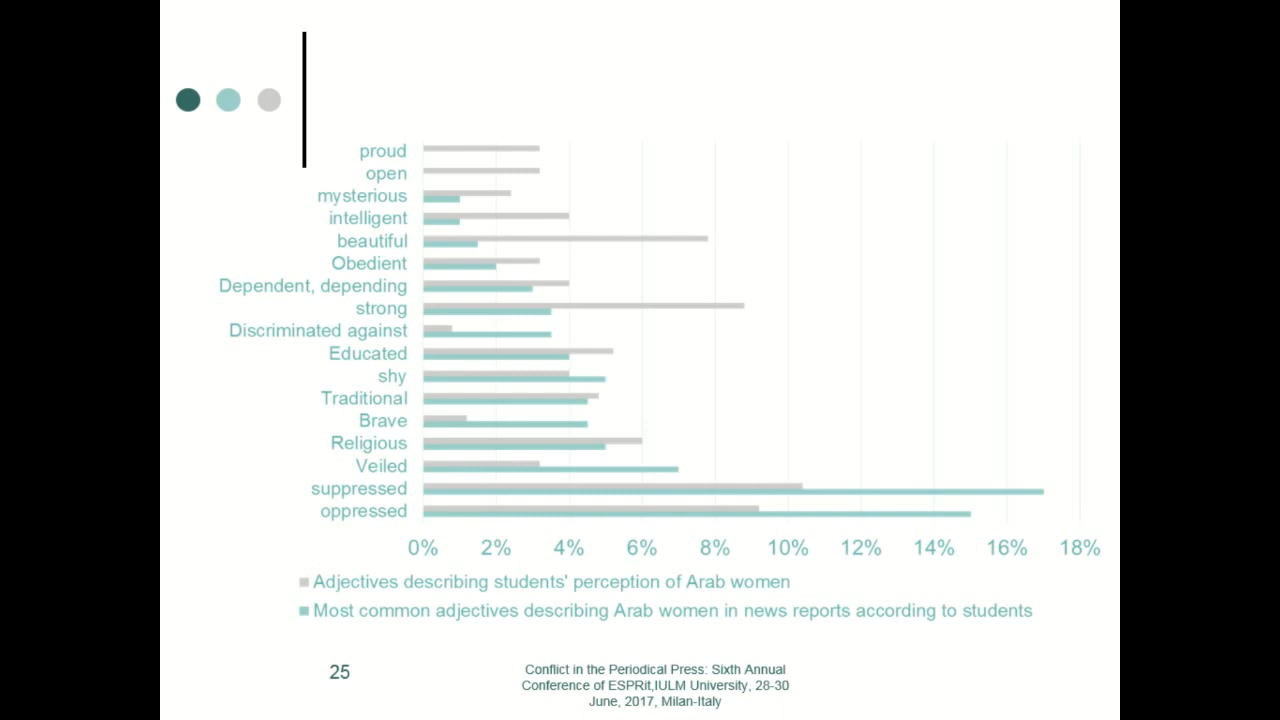 proud
open
mysterious
intelligent
beautiful
Obedient
Dependent, depending
strong
Discriminated against
Educated
shy
Traditional
Brave
Religious
Veiled
suppressed
oppressed
0% 2% 4% 6% 8% 10% 12% 14% 16% 18%
Adjectives describing students' perception of Arab women
Most common adjectives describing Arab women in news reports according to students
25
Conflict in the Periodical Press: Sixth Annual
Conference of ESPRit,IULM University, 28-30
June, 2017, Milan-Italy